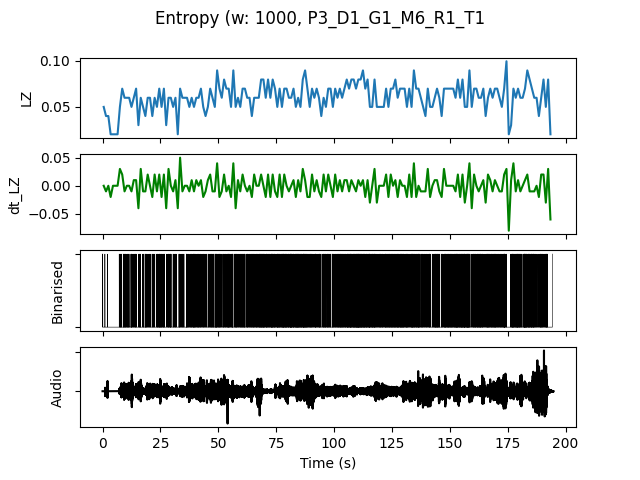 Entropy (w: 1000, P3_D1_G1_M6_R1_T1
0.10
0.05
LZ
0.05
0.00
−0.05
dt_LZ
Binarised
Audio
0 25 50 75 100 125 150 175 200
Time (s)